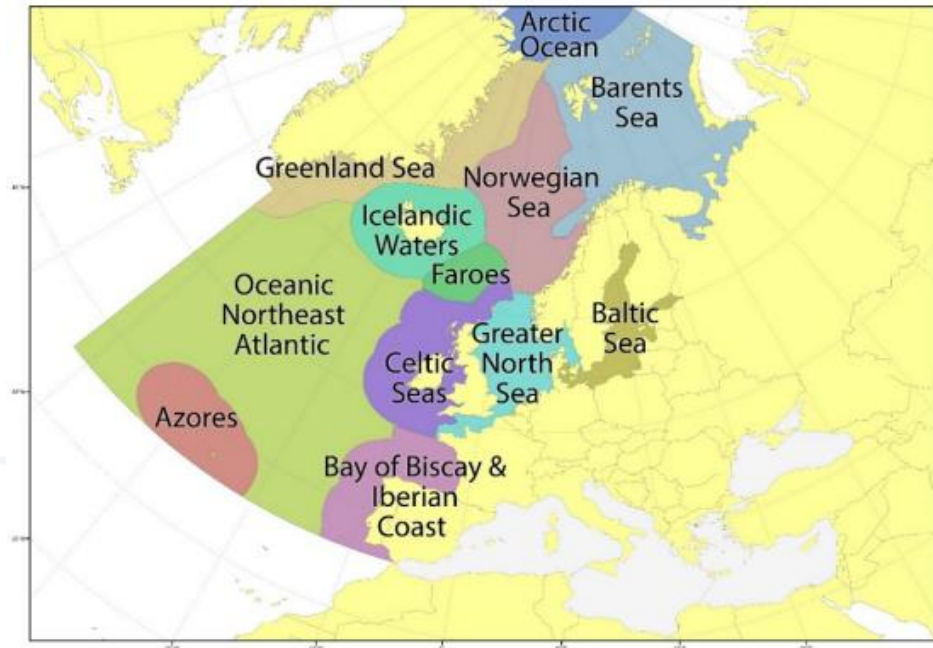 Arctic
Ocean
Barents
Sea
Greenland Sea
Norwegian
Sea
Icelandic
Waters
Faroes
Oceanic
Northeast
Atlantic
Greater
North
Sea
Baltic
Sea
Celtic
Seas
Azores
Bay of Biscay &
Iberian
Coast